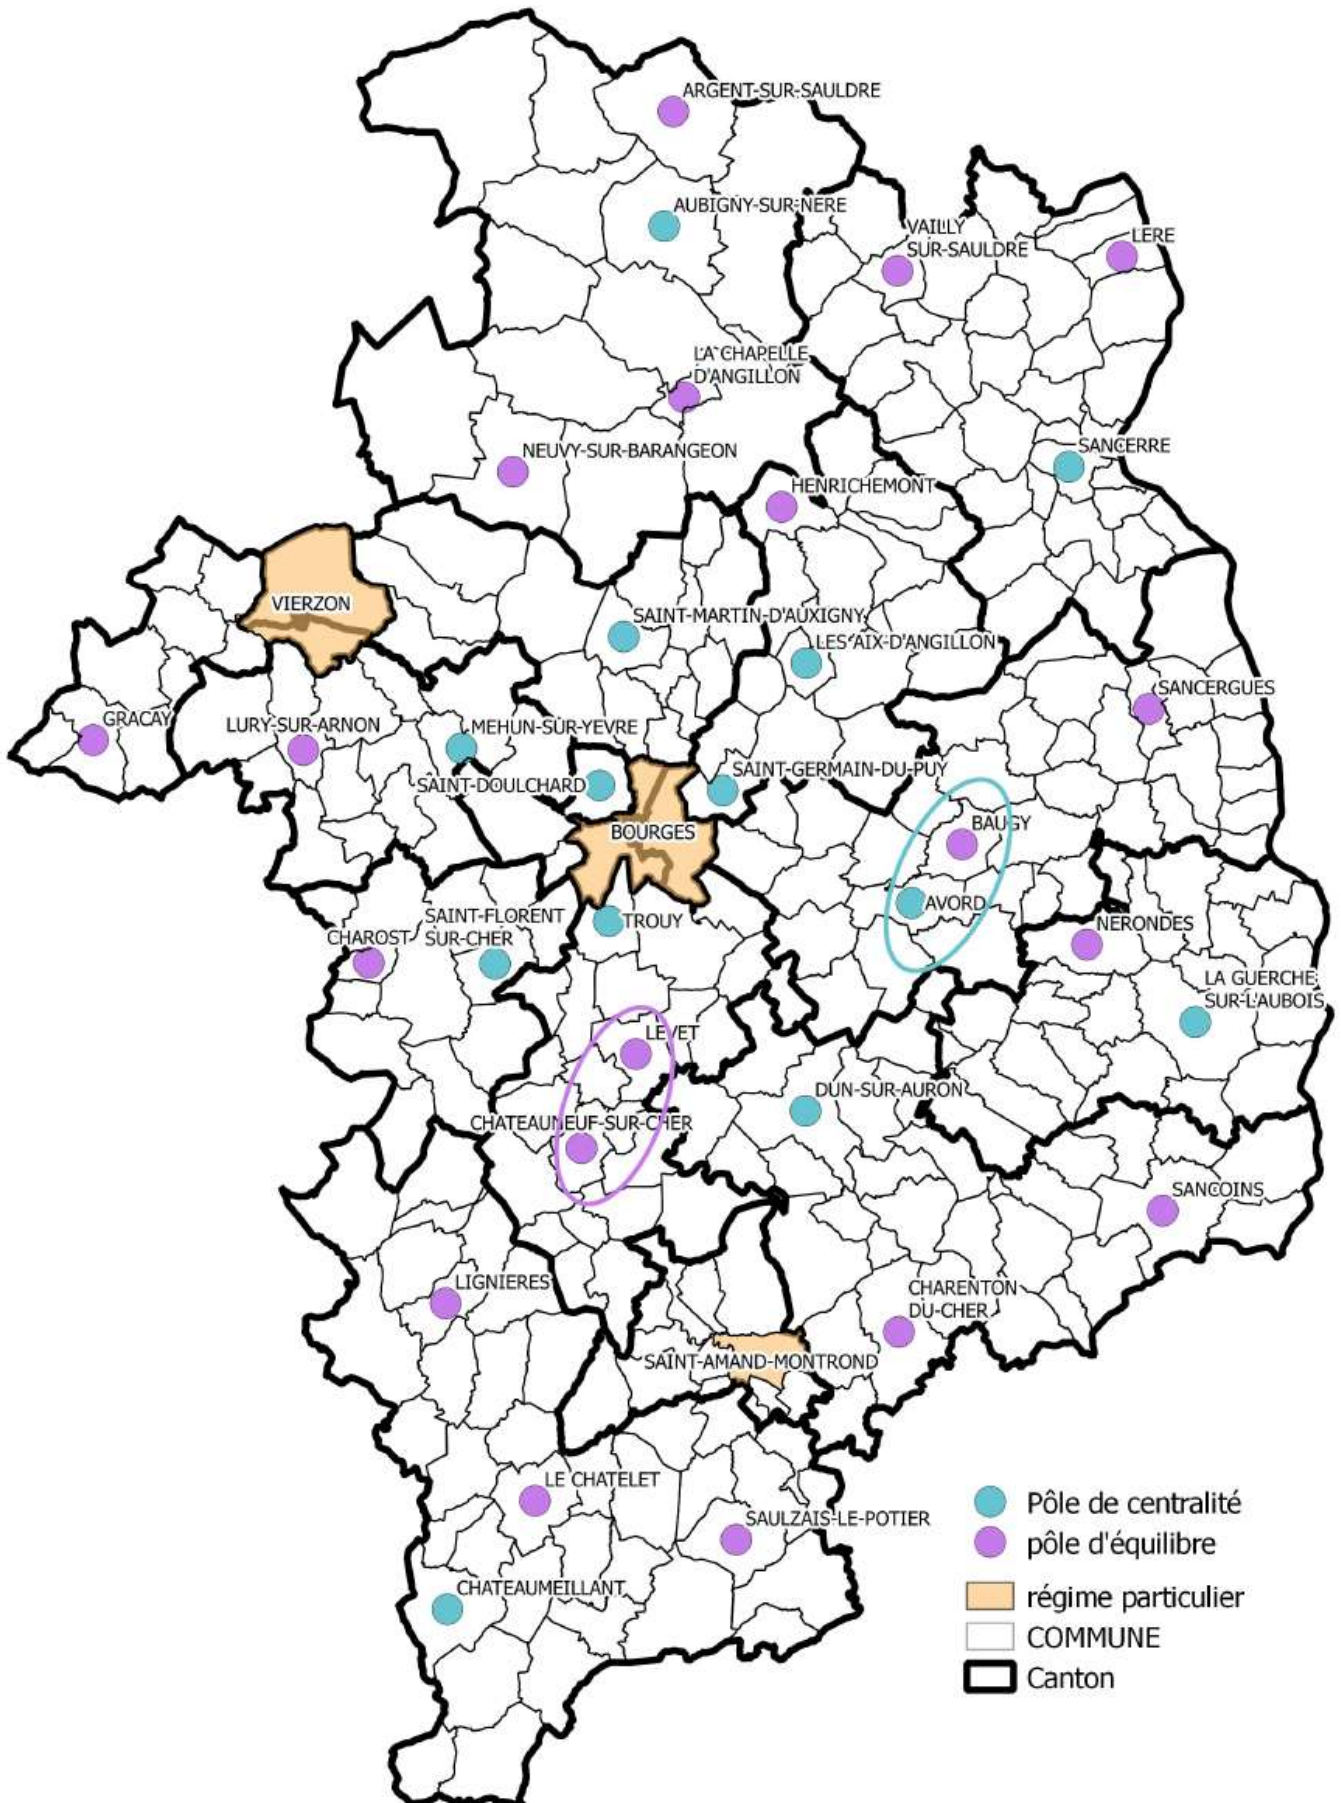 ARGENT-SUR-SAULDRE
AUBIGNY-SUR-NERE
VAILLY
SUR-SAULDRE
LERE
LA CHAPELLE
D'ANGILLON
NEUVY-SUR-BARANGEON
SANCERRE
HENRICHEMONT
VIERZON
SAINT-MARTIN-D'AUXIGNY
LES AIX-D'ANGILLON
SANCERGUES
GRACAY
LURY-SUR-ARNON
MEHUN-SUR-YEVRE
SAINT-DOULCHARD
SAINT-GERMAIN-DU-PUY
BOURGES
BAUGY
AVORD
SAINT-FLORENT
SUR-CHER
TROUY
CHAROST
NERONDES
LA GUERCHE
SUR-L'AUBOIS
LEVET
DUN-SUR-AURON
CHATEAUNEUF-SUR-CHER
SANCOINS
LIGNIERES
CHARENTON
DU-CHER
SAINT-AMAND-MONTROND
LE CHATELET
SAULZAIS-LE-POTIER
CHATEAUMEILLANT
Pôle de centralité
pôle d'équilibre
régime particulier
COMMUNE
Canton